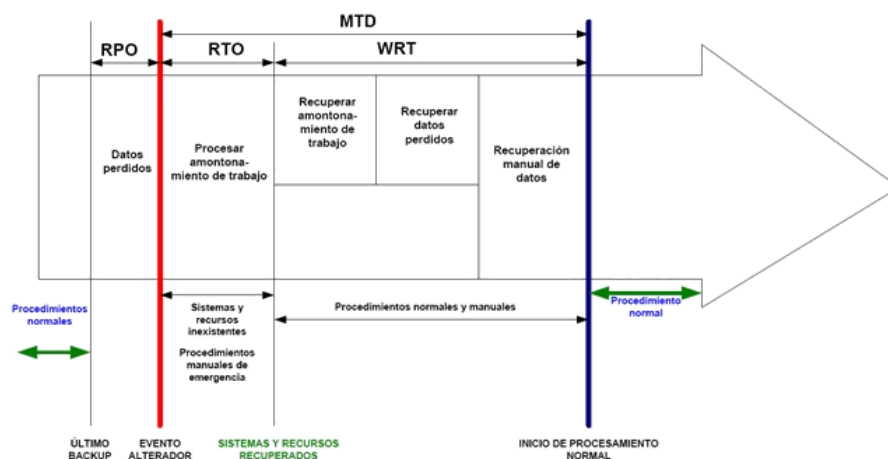 MTD
RPO
RTO
WRT
Datos
perdidos
Procesar
amontona-
miento de trabajo
Recuperar
amontona-
miento de
trabajo
Recuperar
datos
perdidos
Recuperación
manual de
datos
Procedimientos
normales
Sistemas y
recursos
inexistentes
Procedimientos
manuales de
emergencia
Procedimientos normales y manuales
Procedimiento
normal
ÚLTIMO
BACKUP
EVENTO
ALTERADOR
SISTEMAS Y RECURSOS
RECUPERADOS
INICIO DE PROCESAMIENTO
NORMAL